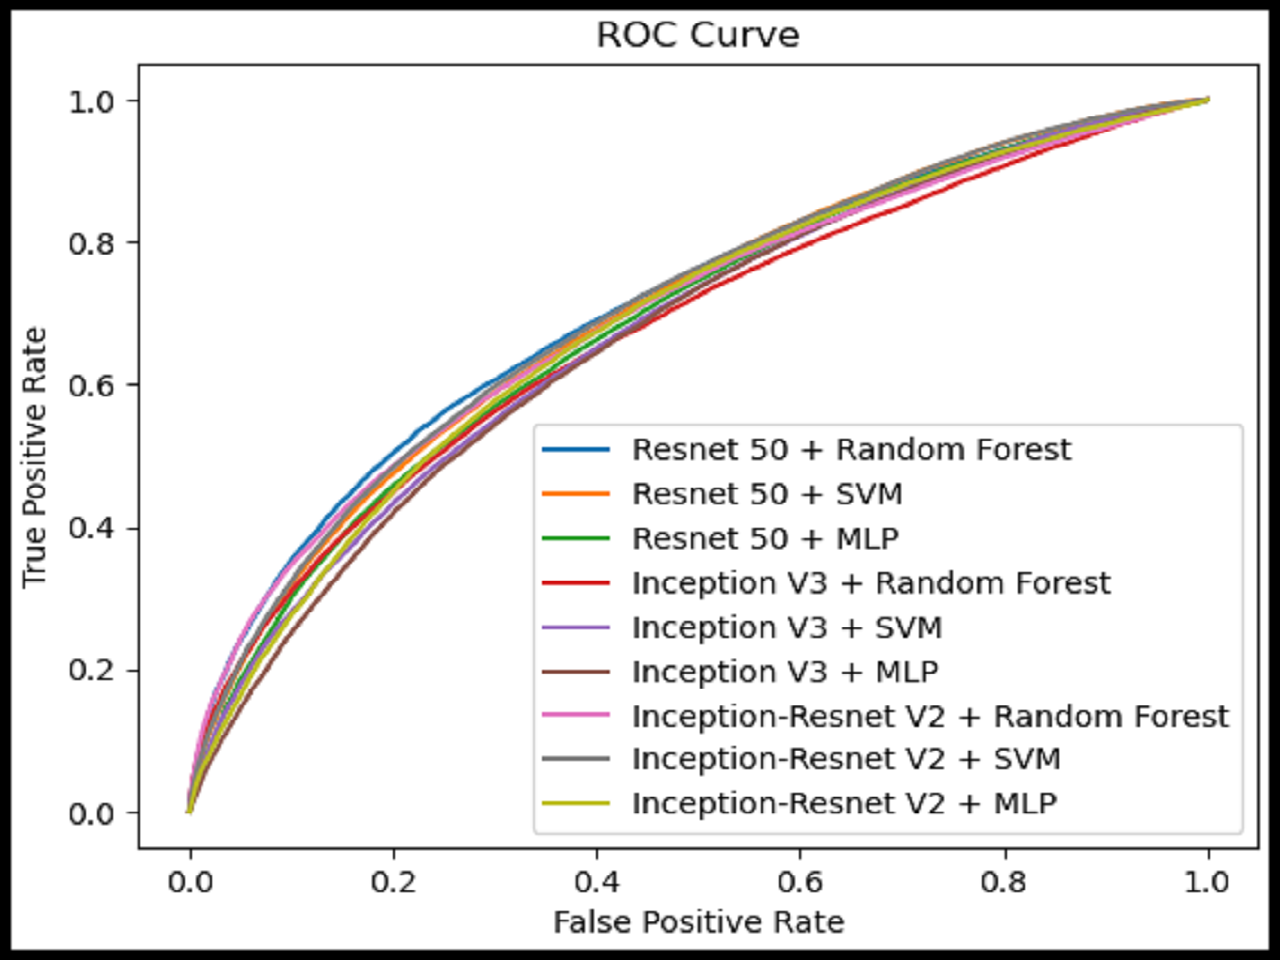 ROC Curve
1.0
0.8
0.6
0.4
0.2
0.0
True Positive Rate
Resnet 50 + Random Forest
Resnet 50 + SVM
Resnet 50 + MLP
Inception V3 + Random Forest
Inception V3 + SVM
Inception V3 + MLP
Inception-Resnet V2 + Random Forest
Inception-Resnet V2 + SVM
Inception-Resnet V2 + MLP
0.0 0.2 0.4 0.6 0.8 1.0
False Positive Rate